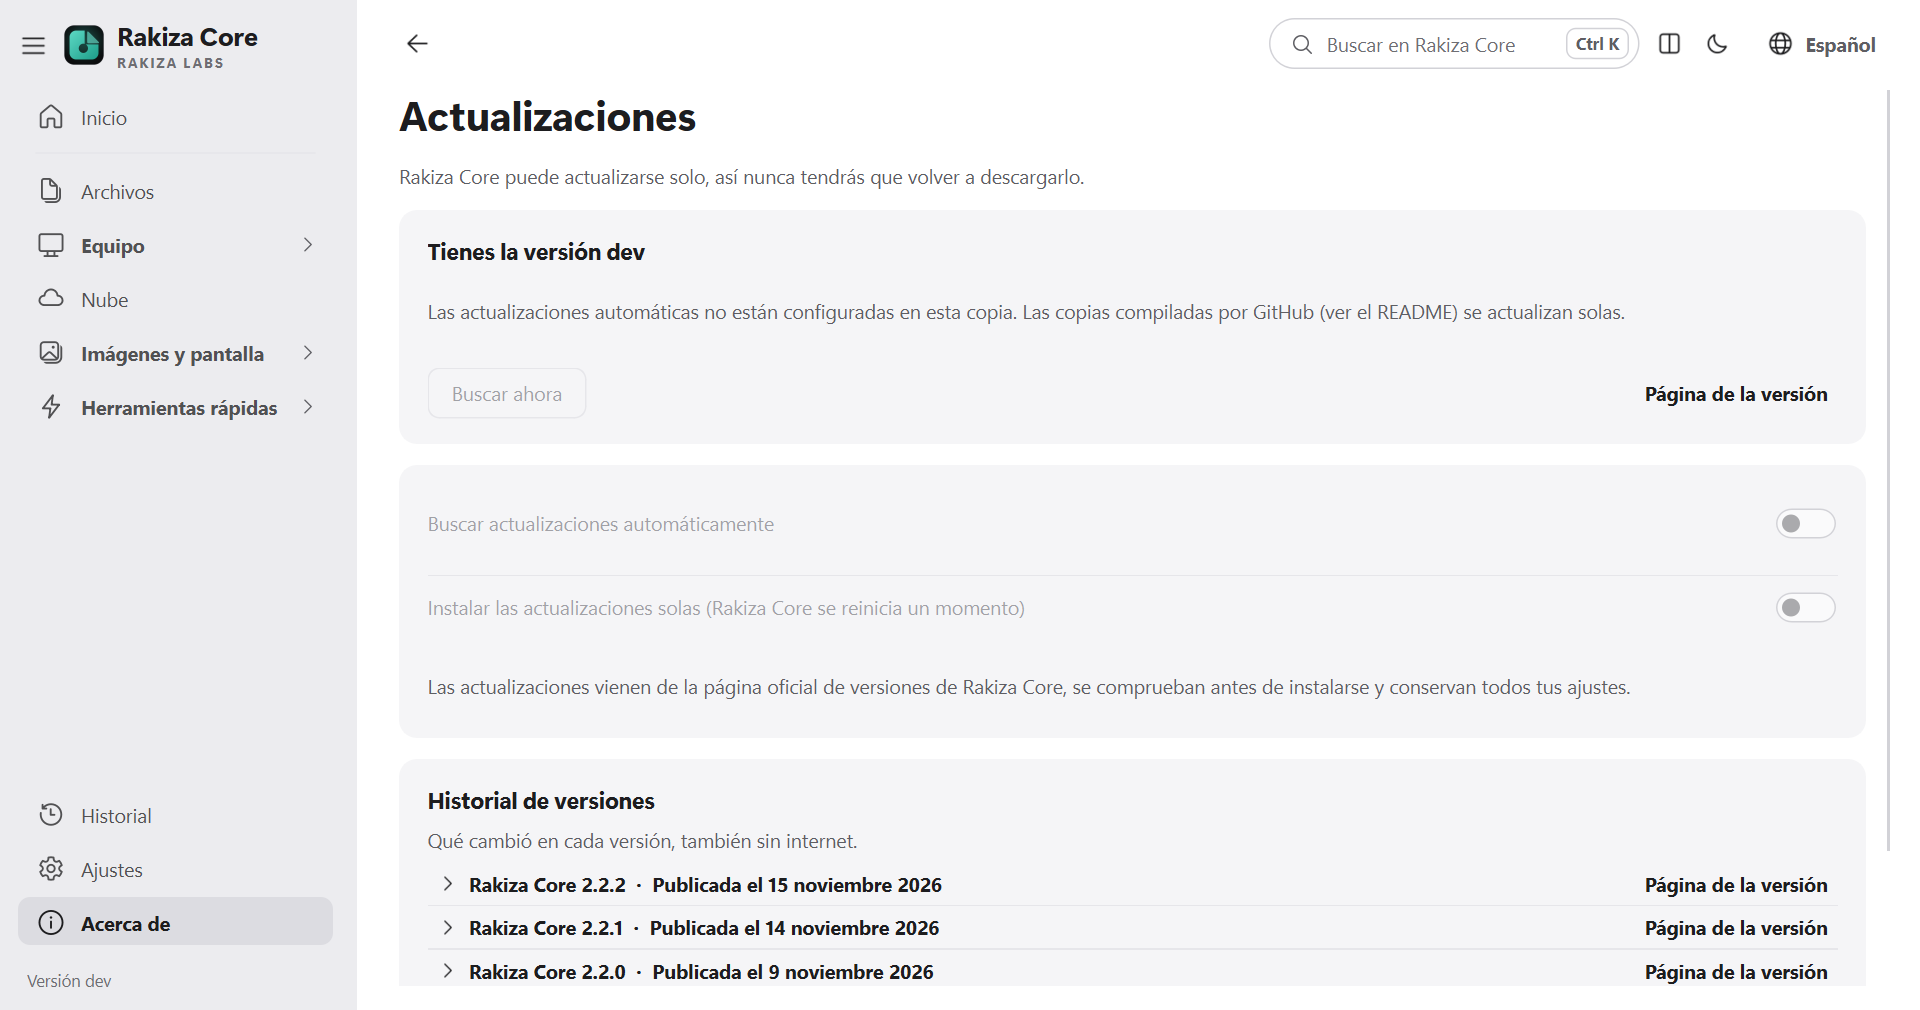 Rakiza Core
RAKIZA LABS
Inicio
Archivos
Equipo
Nube
Imágenes y pantalla
Herramientas rápidas
Historial
Ajustes
Acerca de
Versión dev
Buscar en Rakiza Core
Ctrl K
Español
Actualizaciones
Rakiza Core puede actualizarse solo, así nunca tendrás que volver a descargarlo.
Tienes la versión dev
Las actualizaciones automáticas no están configuradas en esta copia. Las copias compiladas por GitHub (ver el README) se actualizan solas.
Buscar ahora
Página de la versión
Buscar actualizaciones automáticamente
Instalar las actualizaciones solas (Rakiza Core se reinicia un momento)
Las actualizaciones vienen de la página oficial de versiones de Rakiza Core, se comprueban antes de instalarse y conservan todos tus ajustes.
Historial de versiones
Qué cambió en cada versión, también sin internet.
Rakiza Core 2.2.2 · Publicada el 15 noviembre 2026 Página de la versión
Rakiza Core 2.2.1 · Publicada el 14 noviembre 2026 Página de la versión
Rakiza Core 2.2.0 · Publicada el 9 noviembre 2026 Página de la versión